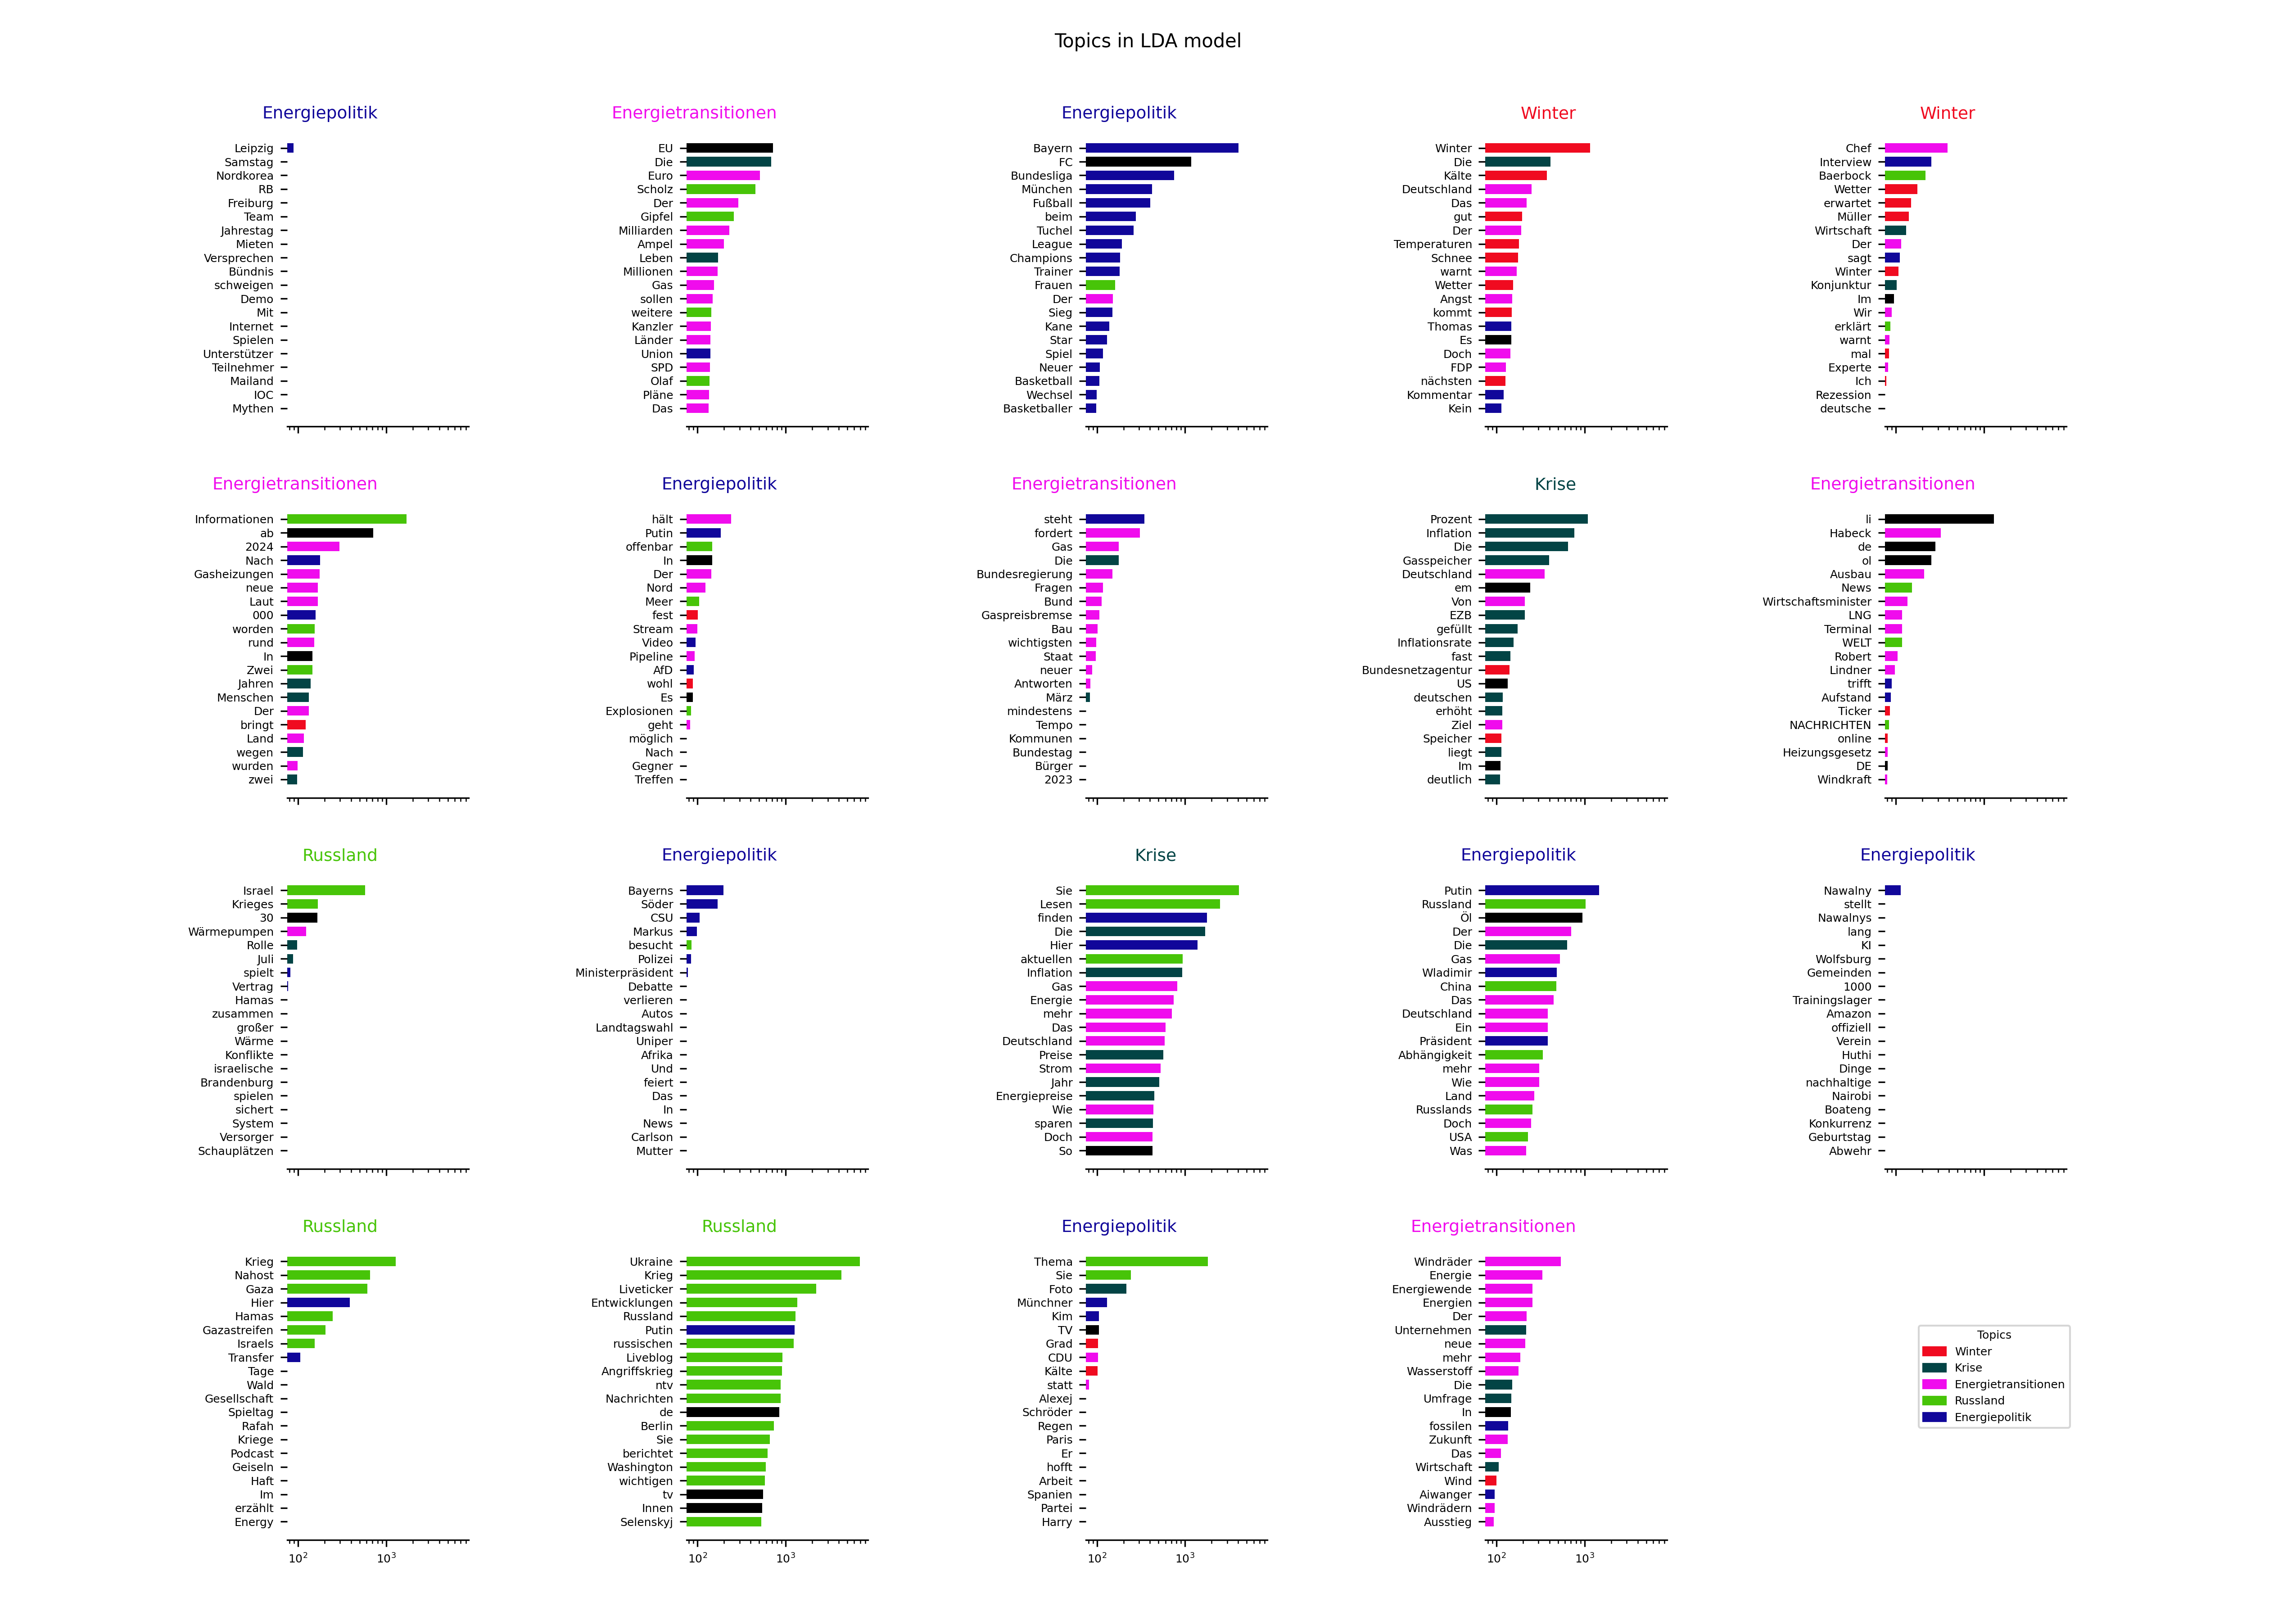 Topics in LDA model
Energiepolitik
Leipzig
Samstag
Nordkorea
RB
Freiburg
Team
Jahrestag
Mieten
Versprechen
Bündnis
schweigen
Demo
Mit
Internet
Spielen
Unterstützer
Teilnehmer
Mailand
IOC
Mythen
Energietransitionen
EU
Die
Euro
Scholz
Der
Gipfel
Milliarden
Ampel
Leben
Millionen
Gas
sollen
weitere
Kanzler
Länder
Union
SPD
Olaf
Pläne
Das
Energiepolitik
Bayern
FC
Bundesliga
München
Fußball
beim
Tuchel
League
Champions
Trainer
Frauen
Der
Sieg
Kane
Star
Spiel
Neuer
Basketball
Wechsel
Basketballer
Winter
Winter
Die
Kälte
Deutschland
Das
gut
Der
Temperaturen
Schnee
warnt
Wetter
Angst
kommt
Thomas
Es
Doch
FDP
nächsten
Kommentar
Kein
Winter
Chef
Interview
Baerbock
Wetter
erwartet
Müller
Wirtschaft
Der
sagt
Winter
Konjunktur
Im
Wir
erklärt
warnt
mal
Experte
Ich
Rezession
deutsche
Energietransitionen
Informationen
ab
2024
Nach
Gasheizungen
neue
Laut
000
worden
rund
In
Zwei
Jahren
Menschen
Der
bringt
Land
wegen
wurden
zwei
Energiepolitik
hält
Putin
offenbar
In
Der
Nord
Meer
fest
Stream
Video
Pipeline
AfD
wohl
Es
Explosionen
geht
möglich
Nach
Gegner
Treffen
Energietransitionen
steht
fordert
Gas
Die
Bundesregierung
Fragen
Bund
Gaspreisbremse
Bau
wichtigsten
Staat
neuer
Antworten
März
mindestens
Tempo
Kommunen
Bundestag
Bürger
2023
Krise
Prozent
Inflation
Die
Gasspeicher
Deutschland
em
Von
EZB
gefüllt
Inflationsrate
fast
Bundesnetzagentur
US
deutschen
erhöht
Ziel
Speicher
liegt
Im
deutlich
Energietransitionen
li
Habeck
de
ol
Ausbau
News
Wirtschaftsminister
LNG
Terminal
WELT
Robert
Lindner
trifft
Aufstand
Ticker
NACHRICHTEN
online
Heizungsgesetz
DE
Windkraft
Russland
Israel
Krieges
30
Wärmepumpen
Rolle
Juli
spielt
Vertrag
Hamas
zusammen
großer
Wärme
Konflikte
israelische
Brandenburg
spielen
sichert
System
Versorger
Schauplätzen
Energiepolitik
Bayerns
Söder
CSU
Markus
besucht
Polizei
Ministerpräsident
Debatte
verlieren
Autos
Landtagswahl
Uniper
Afrika
Und
feiert
Das
In
News
Carlson
Mutter
Krise
Sie
Lesen
finden
Die
Hier
aktuellen
Inflation
Gas
Energie
mehr
Das
Deutschland
Preise
Strom
Jahr
Energiepreise
Wie
sparen
Doch
So
Energiepolitik
Putin
Russland
Öl
Der
Die
Gas
Wladimir
China
Das
Deutschland
Ein
Präsident
Abhängigkeit
mehr
Wie
Land
Russlands
Doch
USA
Was
Energiepolitik
Nawalny
stellt
Nawalnys
lang
KI
Wolfsburg
Gemeinden
1000
Trainingslager
Amazon
offiziell
Verein
Huthi
Dinge
nachhaltige
Nairobi
Boateng
Konkurrenz
Geburtstag
Abwehr
Russland
Krieg
Nahost
Gaza
Hier
Hamas
Gazastreifen
Israels
Transfer
Tage
Wald
Gesellschaft
Spieltag
Rafah
Kriege
Podcast
Geiseln
Haft
Im
erzählt
Energy
10² 10³
Russland
Ukraine
Krieg
Liveticker
Entwicklungen
Russland
Putin
russischen
Liveblog
Angriffskrieg
ntv
Nachrichten
de
Berlin
Sie
berichtet
Washington
wichtigen
tv
Innen
Selenskyj
10² 10³
Energiepolitik
Thema
Sie
Foto
Münchner
Kim
TV
Grad
CDU
Kälte
statt
Alexej
Schröder
Regen
Paris
Er
hofft
Arbeit
Spanien
Partei
Harry
10² 10³
Energietransitionen
Windräder
Energie
Energiewende
Energien
Der
Unternehmen
neue
mehr
Wasserstoff
Die
Umfrage
In
fossilen
Zukunft
Das
Wirtschaft
Wind
Aiwanger
Windrädern
Ausstieg
10² 10³
Topics
Winter
Krise
Energietransitionen
Russland
Energiepolitik